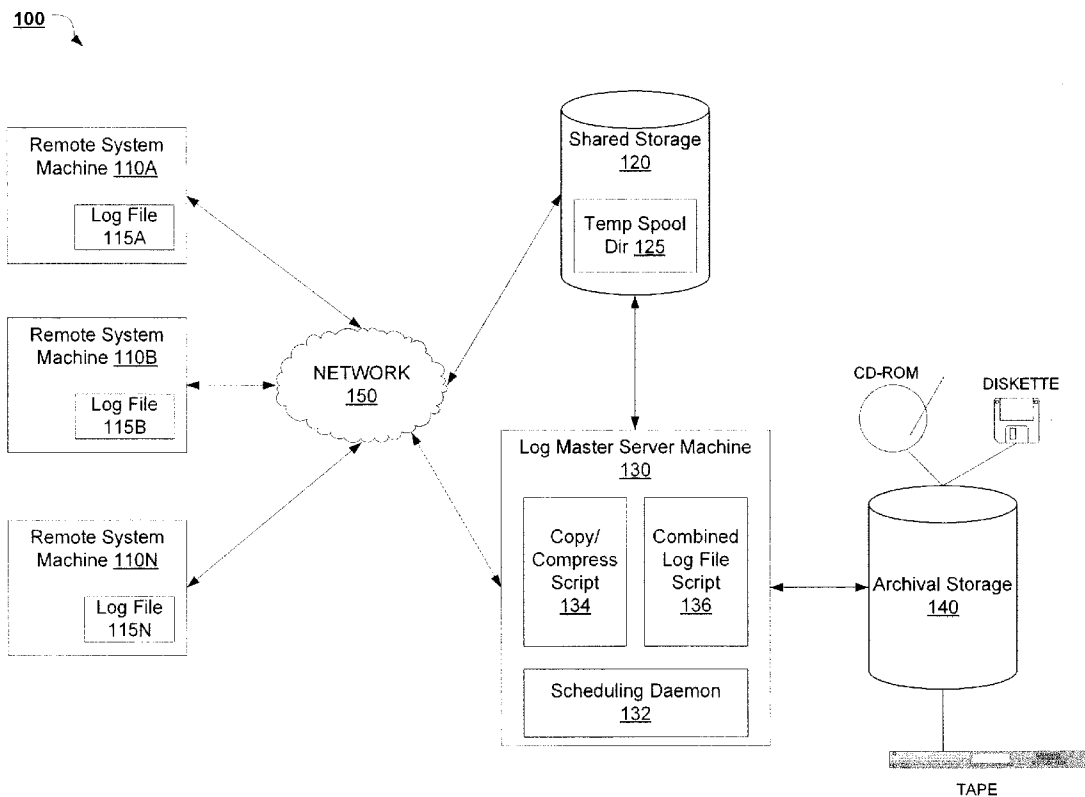 100
Remote System
Machine 110A
Log File
115A
Remote System
Machine 110B
Log File
115B
Remote System
Machine 110N
Log File
115N
NETWORK
150
Shared Storage
120
Temp Spool
Dir 125
Log Master Server Machine
130
Copy/
Compress
Script
134
Combined
Log File
Script
136
Scheduling Daemon
132
CD-ROM
DISKETTE
Archival Storage
140
TAPE